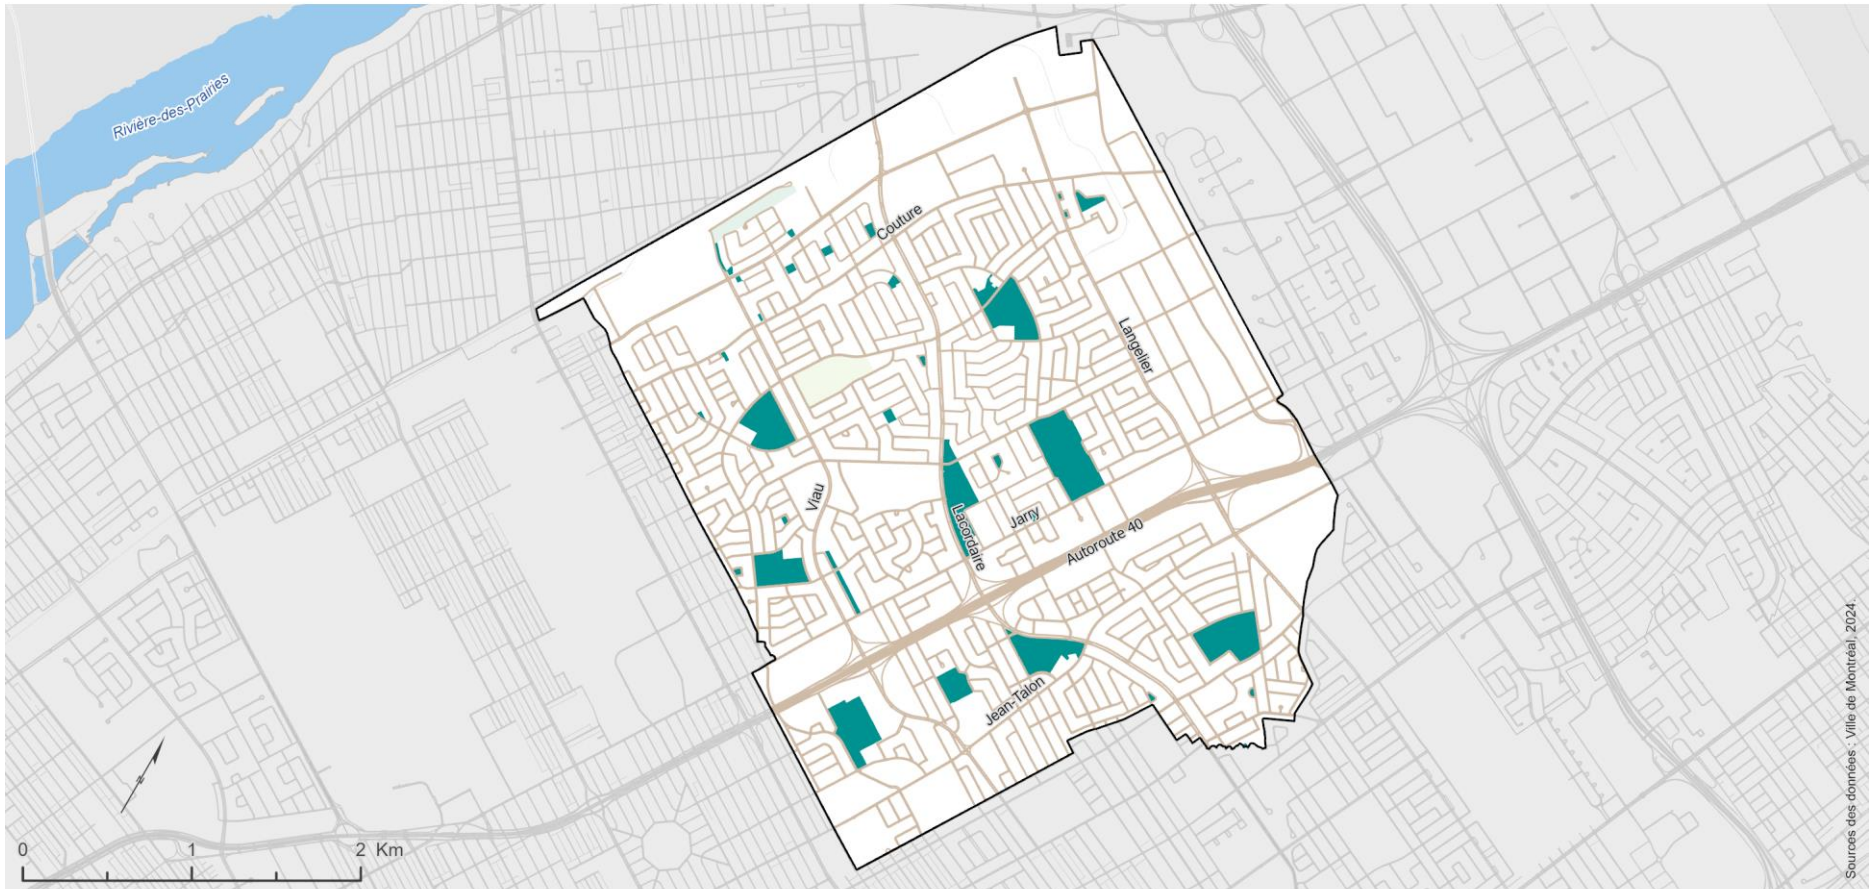 Rivière-des-Prairies
Couture
Langelier
Viau
Lacordaire
Jarry
Autoroute 40
Jean-Talon
N
0 1 2 Km
Sources des données : Ville de Montréal, 2024.